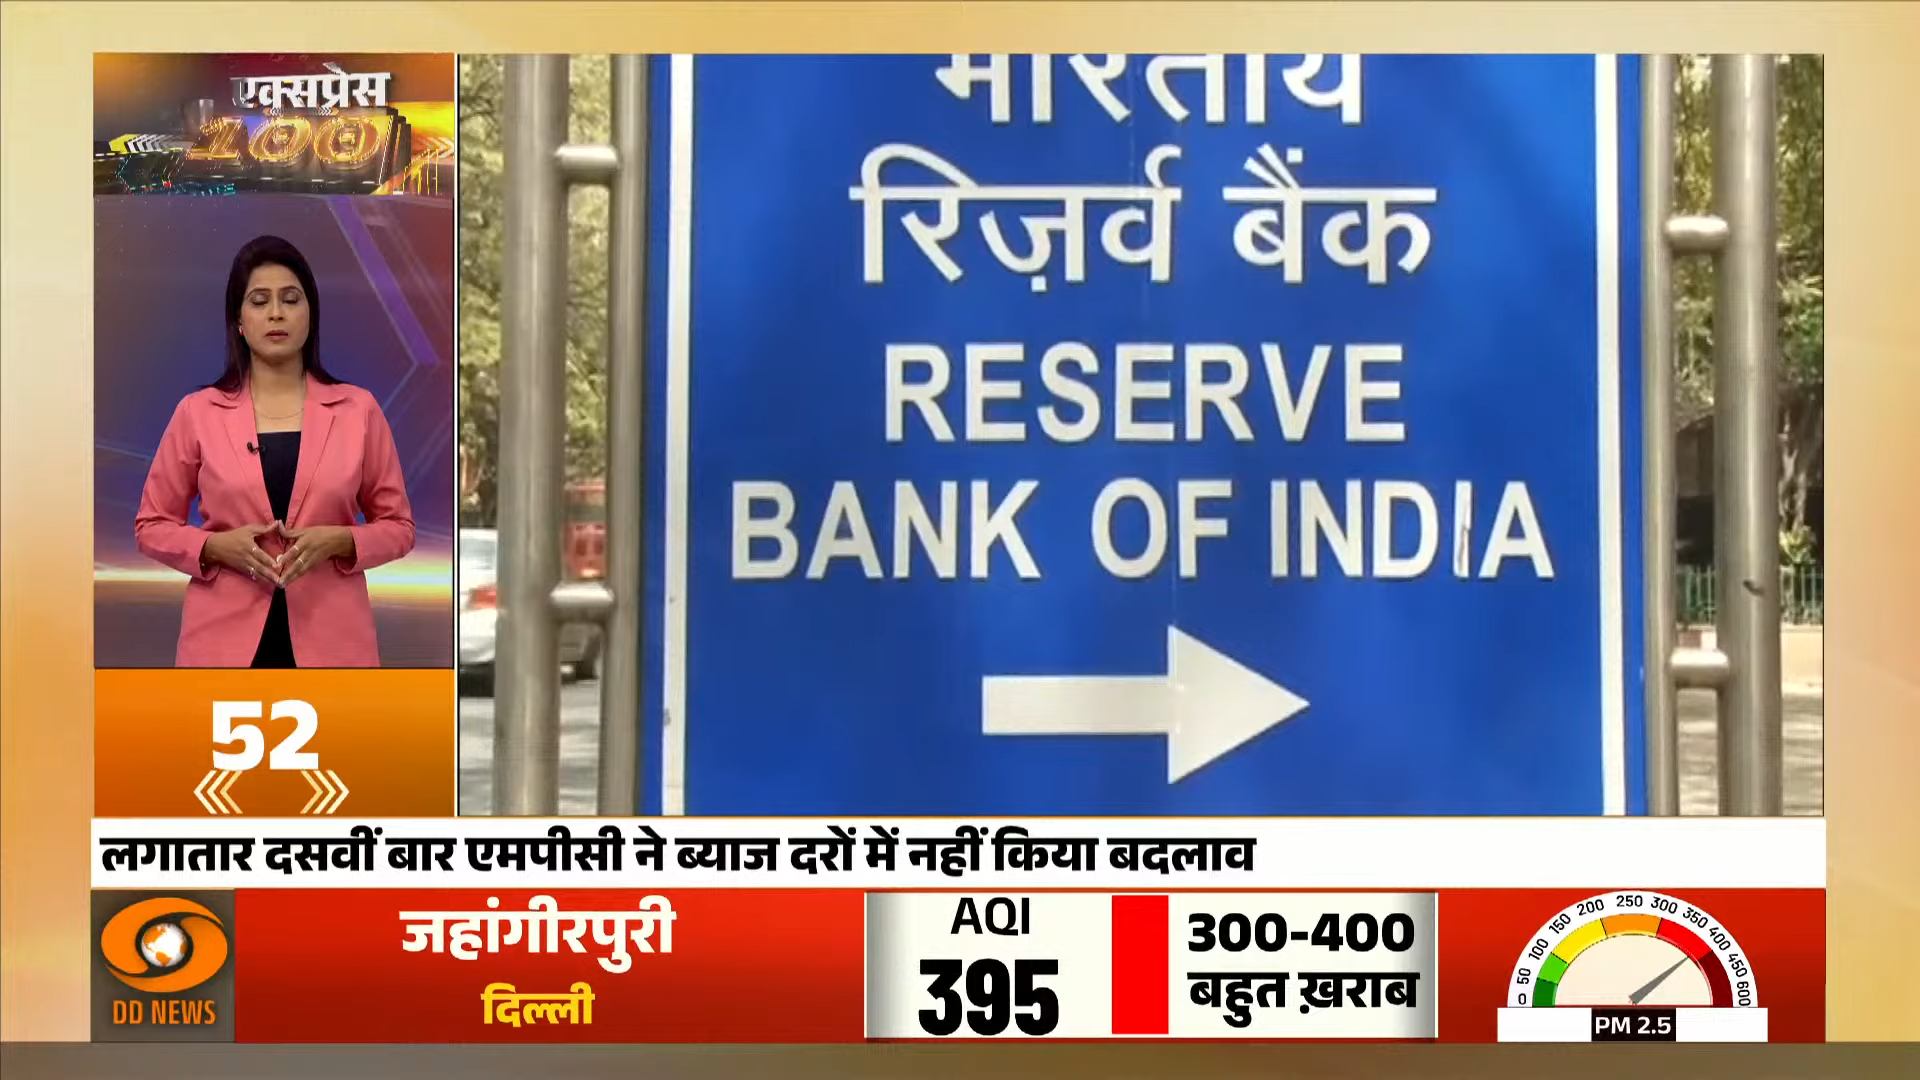 एक्सप्रेस
100
भारतीय
रिज़र्व बैंक
RESERVE
BANK OF INDIA
52
लगातार दसवीं बार एमपीसी ने ब्याज दरों में नहीं किया बदलाव
DD NEWS
जहांगीरपुरी
दिल्ली
AQI
395
300-400
बहुत ख़राब
0 50 100 150 200 250 300 350 400 450 600
PM 2.5